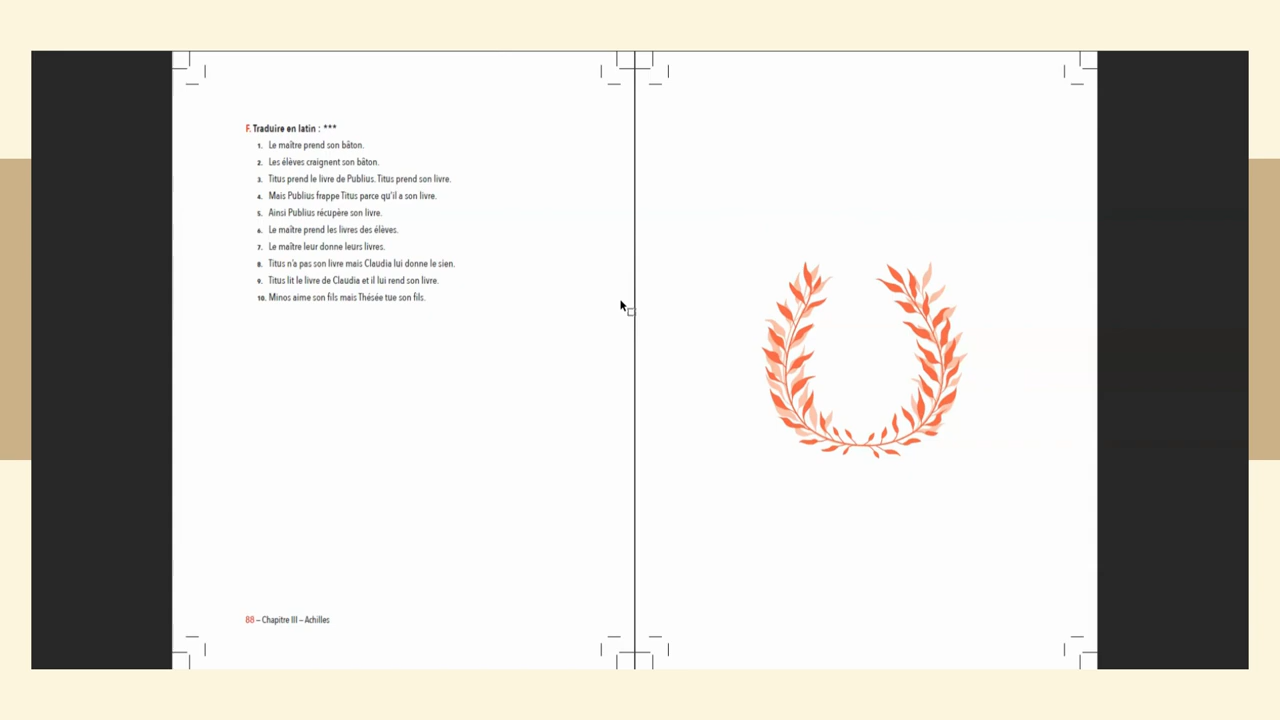 F. Traduire en latin : ***
1. Le maître prend son bâton.
2. Les élèves craignent son bâton.
3. Titus prend le livre de Publius. Titus prend son livre.
4. Mais Publius frappe Titus parce qu'il a son livre.
5. Ainsi Publius récupère son livre.
6. Le maître prend les livres des élèves.
7. Le maître leur donne leurs livres.
8. Titus n'a pas son livre mais Claudia lui donne le sien.
9. Titus lit le livre de Claudia et il lui rend son livre.
10. Minos aime son fils mais Thésée tue son fils.
88 – Chapitre III – Achilles